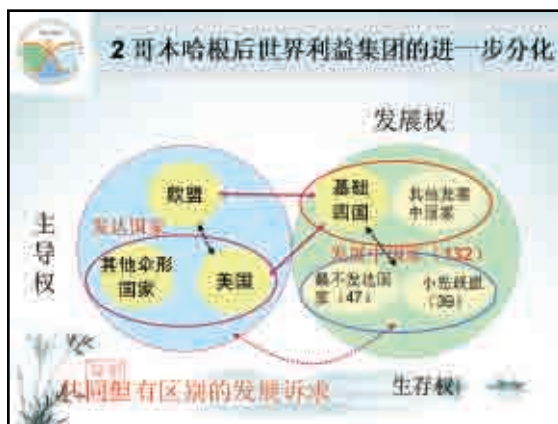 2 哥本哈根后世界利益集团的进一步分化
发展权
主导权
欧盟
发达国家
其他伞形
国家
美国
基础
四国
其他发展
中国家
发展中国家（132）
最不发达国
家（47）
小岛联盟
（39）
共同但有区别的发展诉求
生存权